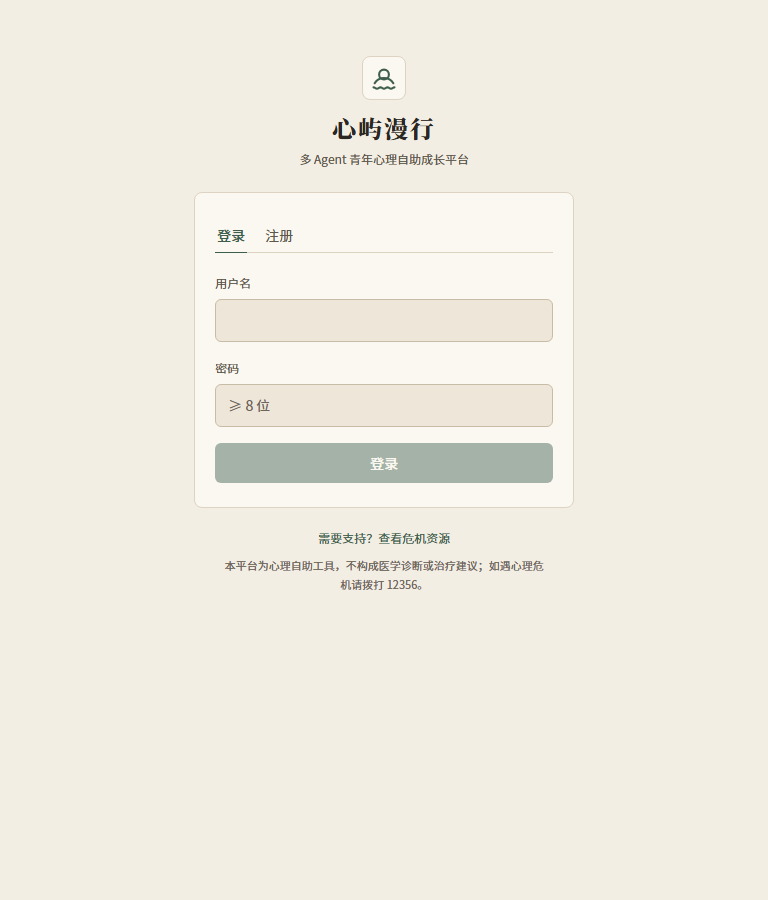 心屿漫行
多 Agent 青年心理自助成长平台
登录 注册
用户名
密码
≥ 8 位
登录
需要支持？查看危机资源
本平台为心理自助工具，不构成医学诊断或治疗建议；如遇心理危
机请拨打 12356。